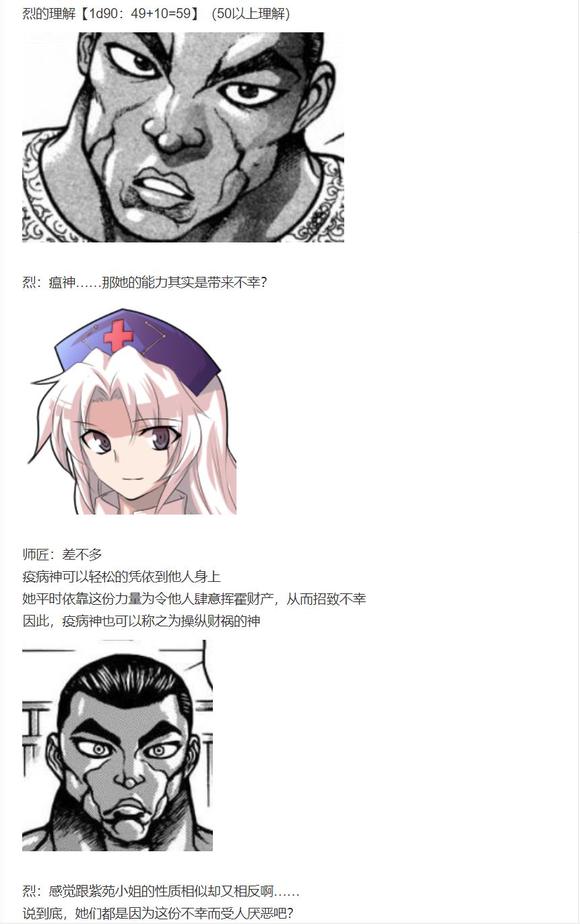 烈的理解【1d90：49+10=59】（50以上理解）
烈：瘟神……那她的能力其实是带来不幸？
师匠：差不多
疫病神可以轻松的凭依到他人身上
她平时依靠这份力量为令他人肆意挥霍财产，从而招致不幸
因此，疫病神也可以称之为操纵财祸的神
烈：感觉跟紫苑小姐的性质相似却又相反啊……
说到底，她们都是因为这份不幸而受人厌恶吧？